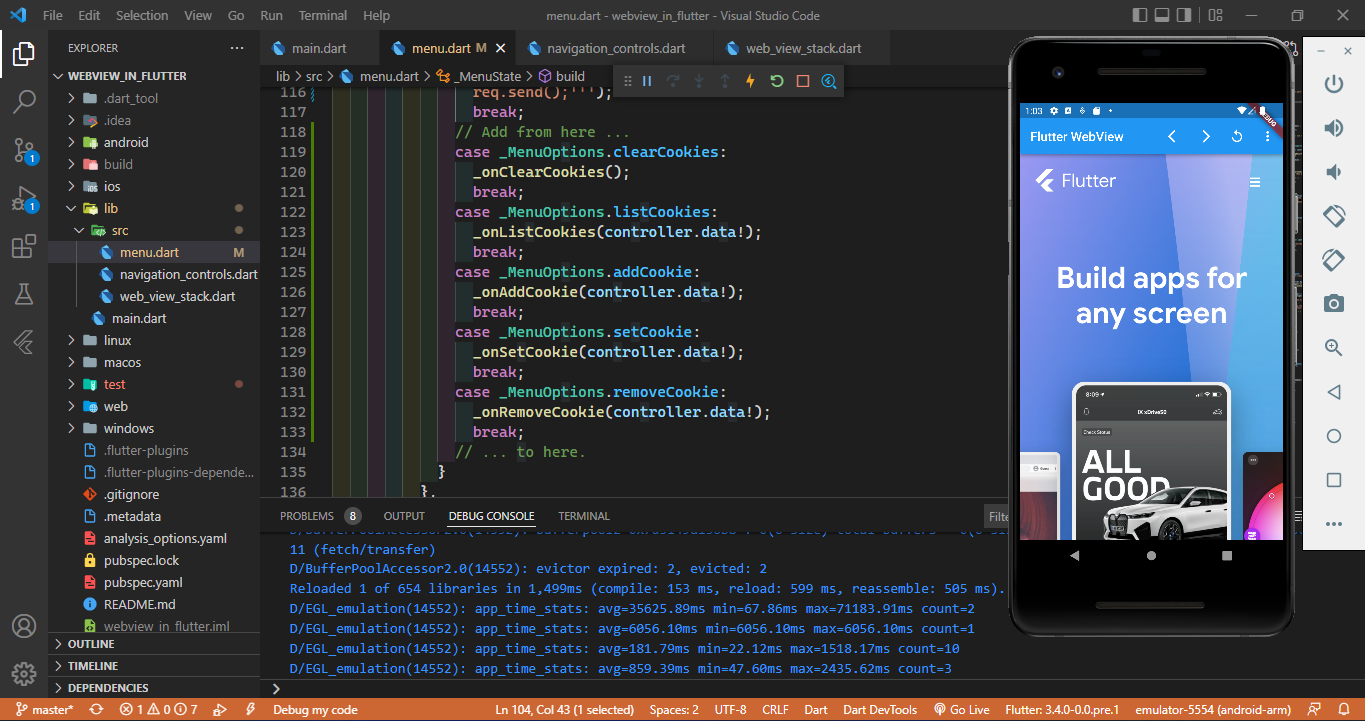 File Edit Selection View Go Run Terminal Help
menu.dart - webview_in_flutter - Visual Studio Code
EXPLORER
WEBVIEW_IN_FLUTTER
.dart_tool
.idea
android
build
ios
lib
src
menu.dart M
navigation_controls.dart
web_view_stack.dart
main.dart
linux
macos
test
web
windows
.flutter-plugins
.flutter-plugins-depende...
.gitignore
.metadata
analysis_options.yaml
pubspec.lock
pubspec.yaml
README.md
webview_in_flutter.iml
OUTLINE
TIMELINE
DEPENDENCIES
1
1
main.dart
menu.dart M
navigation_controls.dart
web_view_stack.dart
lib > src > menu.dart > _MenuState > build
116 req.send();''');
117 break;
118 // Add from here ...
119 case _MenuOptions.clearCookies:
120 _onClearCookies();
121 break;
122 case _MenuOptions.listCookies:
123 _onListCookies(controller.data!);
124 break;
125 case _MenuOptions.addCookie:
126 _onAddCookie(controller.data!);
127 break;
128 case _MenuOptions.setCookie:
129 _onSetCookie(controller.data!);
130 break;
131 case _MenuOptions.removeCookie:
132 _onRemoveCookie(controller.data!);
133 break;
134 // ... to here.
135 }
136 },
PROBLEMS 8 OUTPUT DEBUG CONSOLE TERMINAL
Filte
11 (fetch/transfer)
D/BufferPoolAccessor2.0(14552): evictor expired: 2, evicted: 2
Reloaded 1 of 654 libraries in 1,499ms (compile: 153 ms, reload: 599 ms, reassemble: 505 ms).
D/EGL_emulation(14552): app_time_stats: avg=35625.89ms min=67.86ms max=71183.91ms count=2
D/EGL_emulation(14552): app_time_stats: avg=6056.10ms min=6056.10ms max=6056.10ms count=1
D/EGL_emulation(14552): app_time_stats: avg=181.79ms min=22.12ms max=1518.17ms count=10
D/EGL_emulation(14552): app_time_stats: avg=859.39ms min=47.60ms max=2435.62ms count=3
1:03
Flutter WebView
Flutter
Build apps for
any screen
8:09
iX xDrive50
Check Status
ALL
GOOD
master* 1 0 7 Debug my code
Ln 104, Col 43 (1 selected) Spaces: 2 UTF-8 CRLF Dart Dart DevTools Go Live Flutter: 3.4.0-0.0.pre.1 emulator-5554 (android-arm)